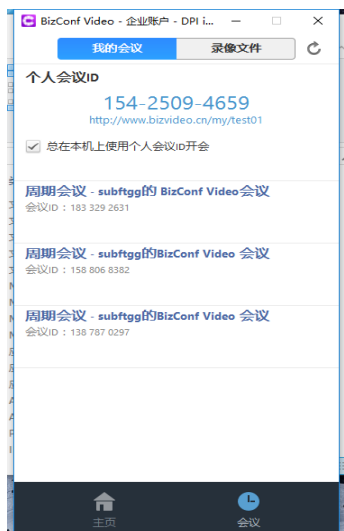 BizConf Video - 企业账户 - DPI i...
我的会议
录像文件
个人会议ID
154-2509-4659
http://www.bizvideo.cn/my/test01
总在本机上使用个人会议ID开会
周期会议 - subftgg的 BizConf Video会议
会议ID：183 329 2631
周期会议 - subftgg的BizConf Video 会议
会议ID：158 806 8382
周期会议 - subftgg的BizConf Video 会议
会议ID：138 787 0297
主页
会议